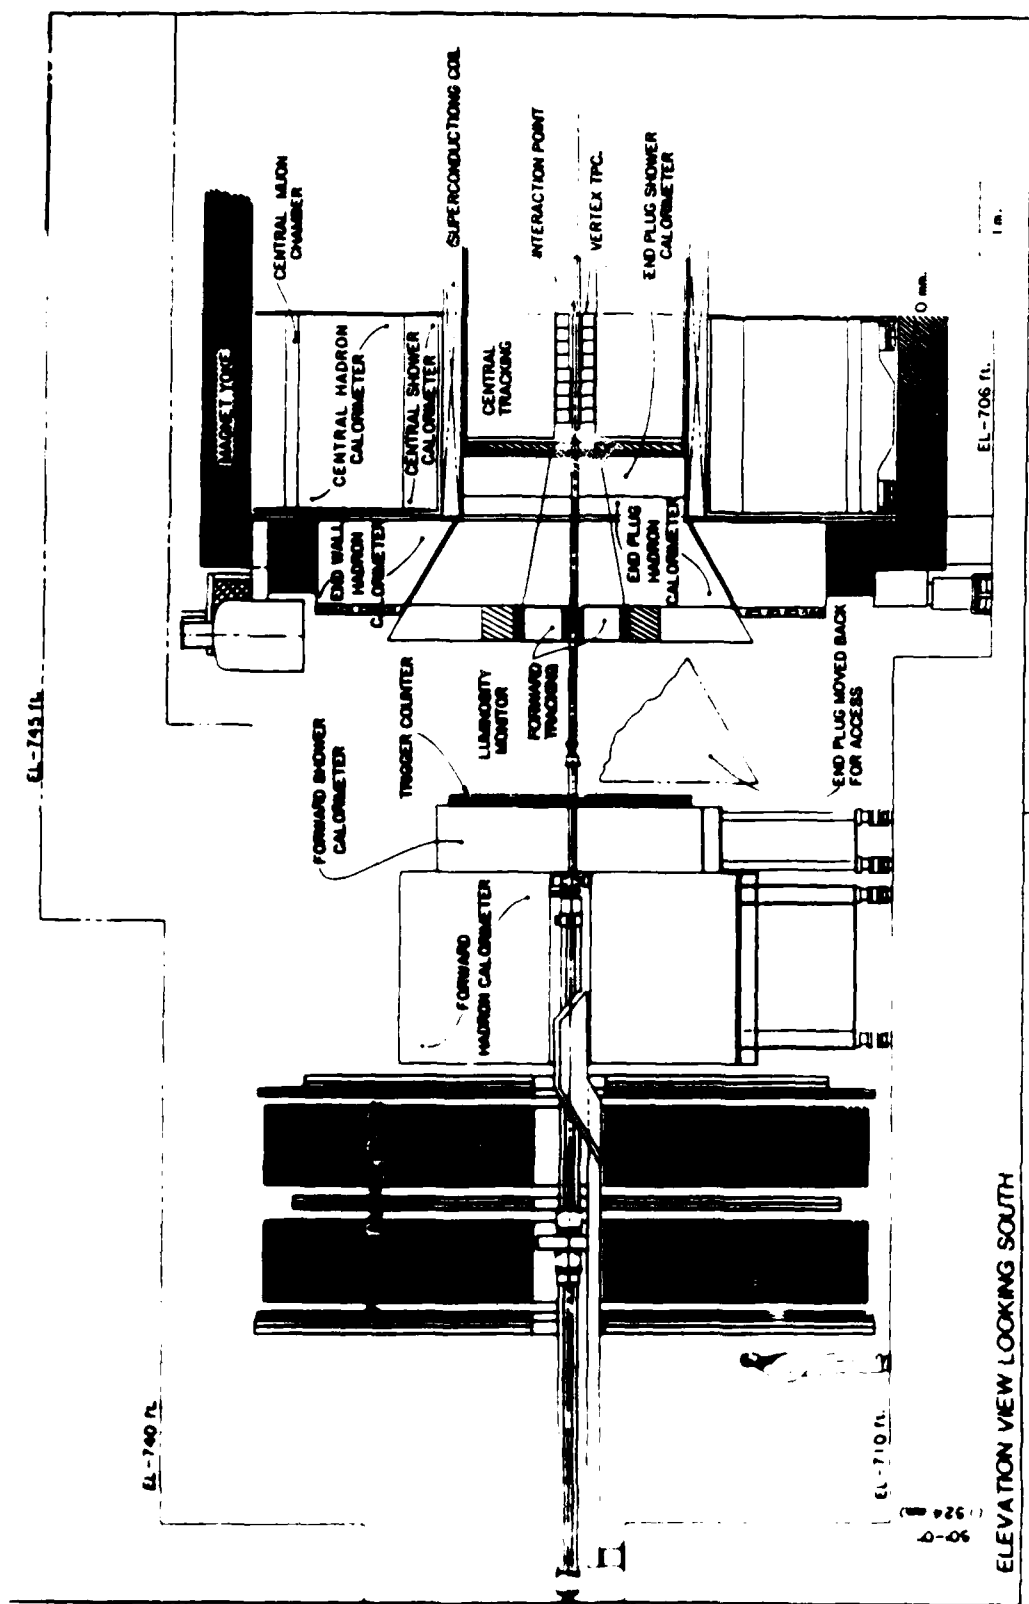 EL-745 ft.
EL-740 ft.
MAGNET YOKE
CENTRAL MUON
CHAMBER
CENTRAL HADRON
CALORIMETER
CENTRAL SHOWER
CALORIMETER
SUPERCONDUCTING COIL
END WALL
HADRON
CALORIMETER
CENTRAL
TRACKING
INTERACTION POINT
VERTEX TPC.
END PLUG SHOWER
CALORIMETER
END PLUG
HADRON
CALORIMETER
FORWARD SHOWER
CALORIMETER
TRIGGER COUNTER
LUMINOSITY
MONITOR
FORWARD
TRACKING
END PLUG MOVED BACK
FOR ACCESS
FORWARD
HADRON CALORIMETER
EL-710 ft.
EL-706 ft.
0 mm.
1m.
ELEVATION VIEW LOOKING SOUTH